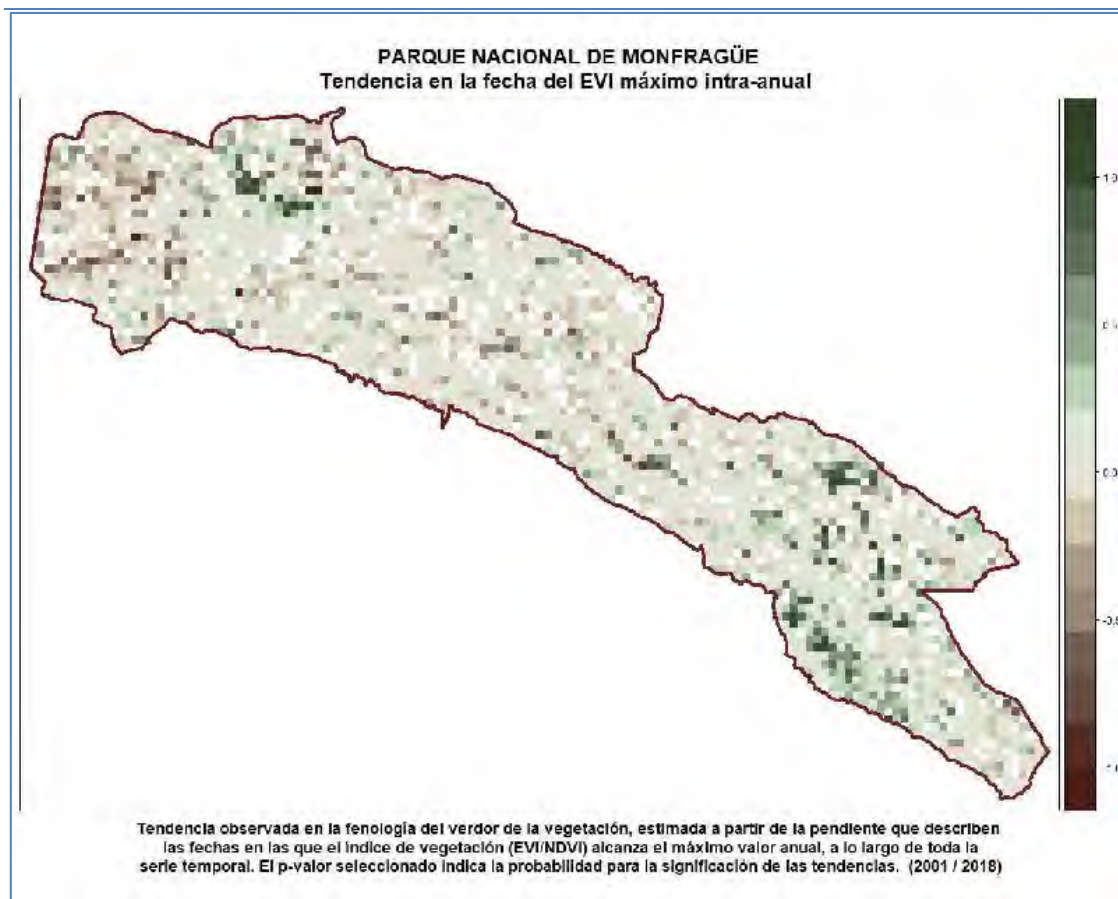 PARQUE NACIONAL DE MONFRAGÜE
Tendencia en la fecha del EVI máximo intra-anual
Tendencia observada en la fenología del verdor de la vegetación, estimada a partir de la pendiente que describen
las fechas en las que el índice de vegetación (EVI/NDVI) alcanza el máximo valor anual, a lo largo de toda la
serie temporal. El p-valor seleccionado indica la probabilidad para la significación de las tendencias. (2001 / 2018)